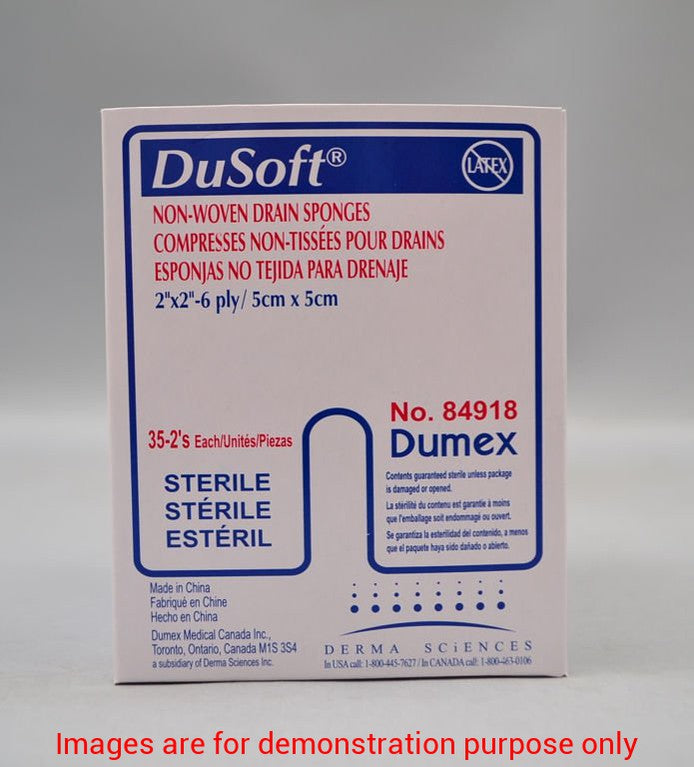 DuSoft®
LATEX
NON-WOVEN DRAIN SPONGES
COMPRESSES NON-TISSÉES POUR DRAINS
ESPONJAS NO TEJIDA PARA DRENAJE
2"x2"-6 ply/ 5cm x 5cm
No. 84918
Dumex
35-2's Each/Unités/Piezas
STERILE
STÉRILE
ESTÉRIL
Contents guaranteed sterile unless package
is damaged or opened.
La stérilité du contenu est garantie à moins
que l'emballage soit endommagé ou ouvert.
Se garantiza la esterilidad del contenido, a menos
que el paquete haya sido dañado o abierto.
Made in China
Fabriqué en Chine
Hecho en China
Dumex Medical Canada Inc.,
Toronto, Ontario, Canada M1S 3S4
a subsidiary of Derma Sciences Inc.
DERMA SCiENCES
In USA call: 1-800-445-7627 / In CANADA call: 1-800-463-0106
Images are for demonstration purpose only